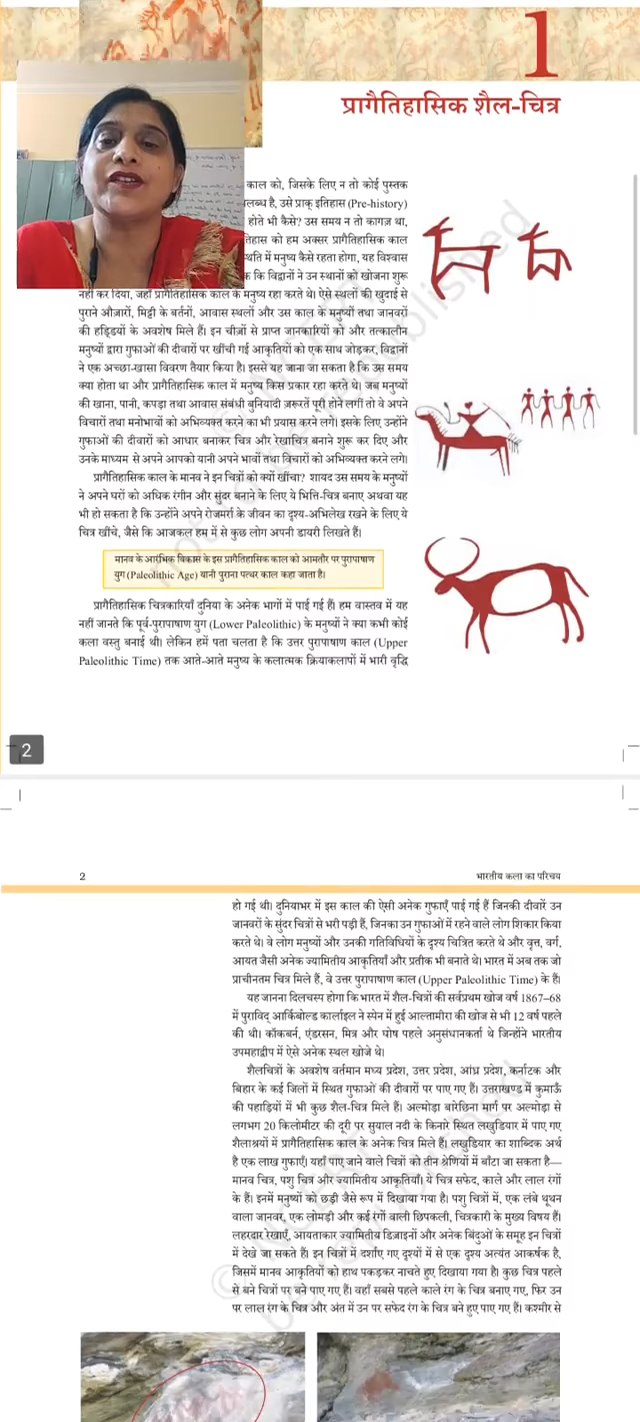 1
प्रागैतिहासिक शैल-चित्र
काल को, जिसके लिए न तो कोई पुस्तक
लब्ध है, उसे प्राक् इतिहास (Pre-history)
होते भी कैसे? उस समय न तो कागज़ था,
तिहास को हम अक्सर प्रागैतिहासिक काल
थति में मनुष्य कैसे रहता होगा, यह विश्वास
क कि विद्वानों ने उन स्थानों को खोजना शुरू
नहीं कर दिया, जहाँ प्रागैतिहासिक काल के मनुष्य रहा करते थे। ऐसे स्थलों की खुदाई से
पुराने औज़ारों, मिट्टी के बर्तनों, आवास स्थलों और उस काल के मनुष्यों तथा जानवरों
की हड्डियों के अवशेष मिले हैं। इन चीज़ों से प्राप्त जानकारियों को और तत्कालीन
मनुष्यों द्वारा गुफाओं की दीवारों पर खींची गई आकृतियों को एक साथ जोड़कर, विद्वानों
ने एक अच्छा-खासा विवरण तैयार किया है। इससे यह जाना जा सकता है कि उस समय
क्या होता था और प्रागैतिहासिक काल में मनुष्य किस प्रकार रहा करते थे। जब मनुष्यों
की खाना, पानी, कपड़ा तथा आवास संबंधी बुनियादी ज़रूरतें पूरी होने लगीं तो वे अपने
विचारों तथा मनोभावों को अभिव्यक्त करने का भी प्रयास करने लगे। इसके लिए उन्होंने
गुफाओं की दीवारों को आधार बनाकर चित्र और रेखाचित्र बनाने शुरू कर दिए और
उनके माध्यम से अपने आपको यानी अपने भावों तथा विचारों को अभिव्यक्त करने लगे।
प्रागैतिहासिक काल के मानव ने इन चित्रों को क्यों खींचा? शायद उस समय के मनुष्यों
ने अपने घरों को अधिक रंगीन और सुंदर बनाने के लिए ये भित्ति-चित्र बनाए अथवा यह
भी हो सकता है कि उन्होंने अपने रोजमर्रा के जीवन का दृश्य-अभिलेख रखने के लिए ये
चित्र खींचे, जैसे कि आजकल हम में से कुछ लोग अपनी डायरी लिखते हैं।
मानव के आरंभिक विकास के इस प्रागैतिहासिक काल को आमतौर पर पुरापाषाण
युग (Paleolithic Age) यानी पुराना पत्थर काल कहा जाता है।
प्रागैतिहासिक चित्रकारियाँ दुनिया के अनेक भागों में पाई गई हैं। हम वास्तव में यह
नहीं जानते कि पूर्व-पुरापाषाण युग (Lower Paleolithic) के मनुष्यों ने क्या कभी कोई
कला वस्तु बनाई थी। लेकिन हमें पता चलता है कि उत्तर पुरापाषाण काल (Upper
Paleolithic Time) तक आते-आते मनुष्य के कलात्मक क्रियाकलापों में भारी वृद्धि
2
2
भारतीय कला का परिचय
हो गई थी। दुनियाभर में इस काल की ऐसी अनेक गुफाएँ पाई गई हैं जिनकी दीवारें उन
जानवरों के सुंदर चित्रों से भरी पड़ी हैं, जिनका उन गुफाओं में रहने वाले लोग शिकार किया
करते थे। वे लोग मनुष्यों और उनकी गतिविधियों के दृश्य चित्रित करते थे और वृत्त, वर्ग,
आयत जैसी अनेक ज्यामितीय आकृतियाँ और प्रतीक भी बनाते थे। भारत में अब तक जो
प्राचीनतम चित्र मिले हैं, वे उत्तर पुरापाषाण काल (Upper Paleolithic Time) के हैं।
यह जानना दिलचस्प होगा कि भारत में शैल-चित्रों की सर्वप्रथम खोज वर्ष 1867–68
में पुराविद् आर्किबोल्ड कार्लाइल ने स्पेन में हुई आल्तामीरा की खोज से भी 12 वर्ष पहले
की थी। कॉकबर्न, एंडरसन, मित्र और घोष पहले अनुसंधानकर्ता थे जिन्होंने भारतीय
उपमहाद्वीप में ऐसे अनेक स्थल खोजे थे।
शैलचित्रों के अवशेष वर्तमान मध्य प्रदेश, उत्तर प्रदेश, आंध्र प्रदेश, कर्नाटक और
बिहार के कई जिलों में स्थित गुफाओं की दीवारों पर पाए गए हैं। उत्तराखण्ड में कुमाऊँ
की पहाड़ियों में भी कुछ शैल-चित्र मिले हैं। अल्मोड़ा बारेछिना मार्ग पर अल्मोड़ा से
लगभग 20 किलोमीटर की दूरी पर सुयाल नदी के किनारे स्थित लखुडियार में पाए गए
शैलाश्रयों में प्रागैतिहासिक काल के अनेक चित्र मिले हैं। लखुडियार का शाब्दिक अर्थ
है एक लाख गुफाएँ। यहाँ पाए जाने वाले चित्रों को तीन श्रेणियों में बाँटा जा सकता है—
मानव चित्र, पशु चित्र और ज्यामितीय आकृतियाँ। ये चित्र सफेद, काले और लाल रंगों
के हैं। इनमें मनुष्यों को छड़ी जैसे रूप में दिखाया गया है। पशु चित्रों में, एक लंबे थूथन
वाला जानवर, एक लोमड़ी और कई रंगों वाली छिपकली, चित्रकारी के मुख्य विषय हैं।
लहरदार रेखाएँ, आयताकार ज्यामितीय डिज़ाइनों और अनेक बिंदुओं के समूह इन चित्रों
में देखे जा सकते हैं। इन चित्रों में दर्शाए गए दृश्यों में से एक दृश्य अत्यंत आकर्षक है,
जिसमें मानव आकृतियों को हाथ पकड़कर नाचते हुए दिखाया गया है। कुछ चित्र पहले
से बने चित्रों पर बने पाए गए हैं। वहाँ सबसे पहले काले रंग के चित्र बनाए गए, फिर उन
पर लाल रंग के चित्र और अंत में उन पर सफेद रंग के चित्र बने हुए पाए गए हैं। कश्मीर से